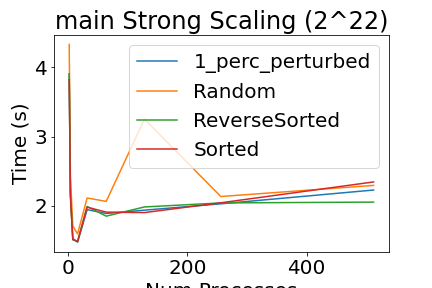 main Strong Scaling (2^22)
Time (s)
4
3
2
1_perc_perturbed
Random
ReverseSorted
Sorted
0
200
400
Num Processes